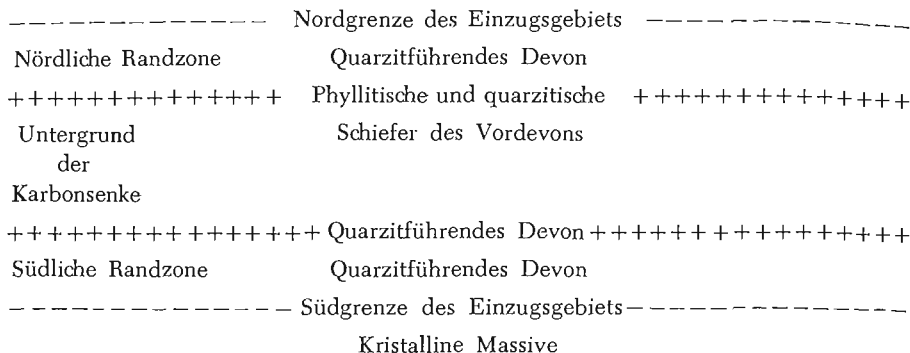 — — — — — — — — — — — — — — — Nordgrenze des Einzugsgebiets — — — — — — — — — — — — — — —
Nördliche Randzone Quarzitführendes Devon
++++++++++++++ Phyllitische und quarzitische ++++++++++++++
Untergrund Schiefer des Vordevons
der
Karbonsenke
++++++++++++++++ Quarzitführendes Devon ++++++++++++++++
Südliche Randzone Quarzitführendes Devon
— — — — — — — — — — — — — — — Südgrenze des Einzugsgebiets — — — — — — — — — — — — — — —
Kristalline Massive